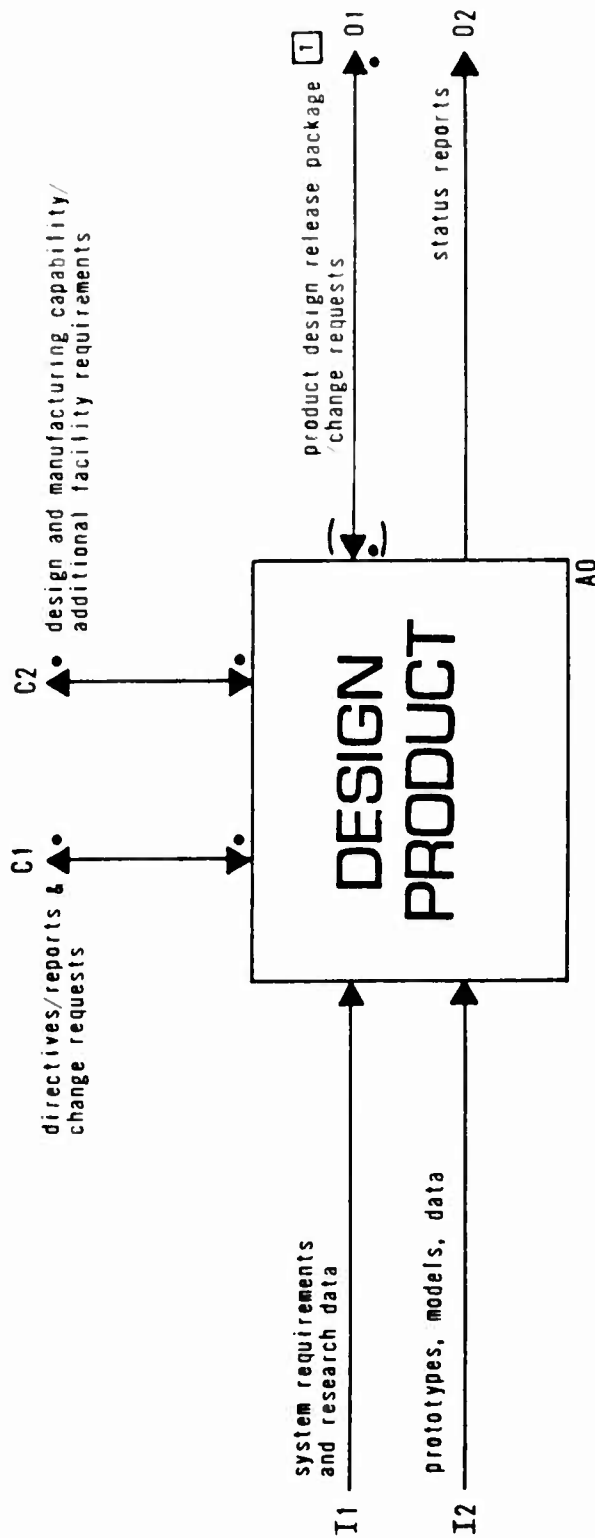 C1
C2
directives/reports &
change requests
design and manufacturing capability/
additional facility requirements
I1
system requirements
and research data
I2
prototypes, models, data
DESIGN
PRODUCT
A0
( )
product design release package
/change requests
1
O1
status reports
O2